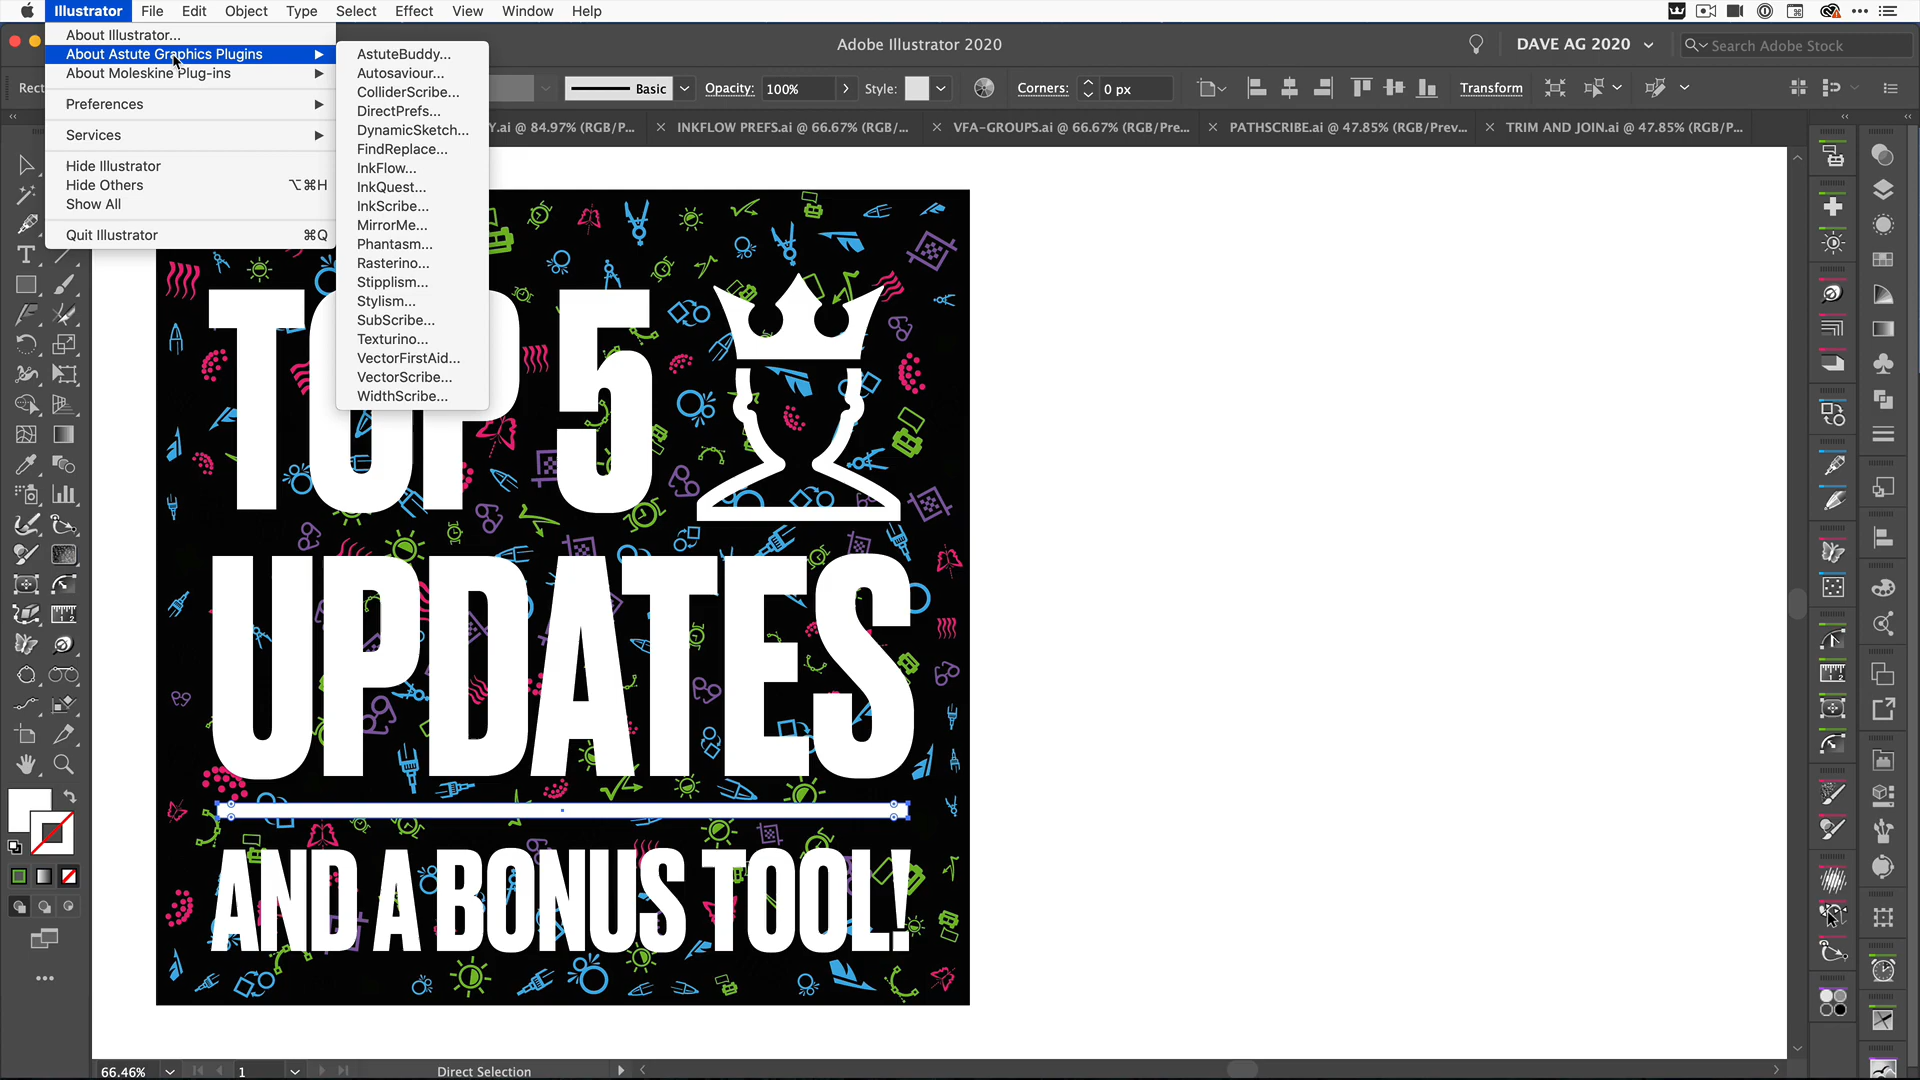 Illustrator File Edit Object Type Select Effect View Window Help
Adobe Illustrator 2020
DAVE AG 2020
Search Adobe Stock
About Illustrator...
About Astute Graphics Plugins
About Moleskine Plug-ins
Preferences
Services
Hide Illustrator
Hide Others ⌥⌘H
Show All
Quit Illustrator ⌘Q
AstuteBuddy...
Autosaviour...
ColliderScribe...
DirectPrefs...
DynamicSketch...
FindReplace...
InkFlow...
InkQuest...
InkScribe...
MirrorMe...
Phantasm...
Rasterino...
Stipplism...
Stylism...
SubScribe...
Texturino...
VectorFirstAid...
VectorScribe...
WidthScribe...
Rect
Basic Opacity: 100% Style: Corners: 0 px Transform
Y.ai @ 84.97% (RGB/P... INKFLOW PREFS.ai @ 66.67% (RGB/... VFA-GROUPS.ai @ 66.67% (RGB/Pre... PATHSCRIBE.ai @ 47.85% (RGB/Prev... TRIM AND JOIN.ai @ 47.85% (RGB/P...
TOP 5
UPDATES
AND A BONUS TOOL!
66.46% 1 Direct Selection